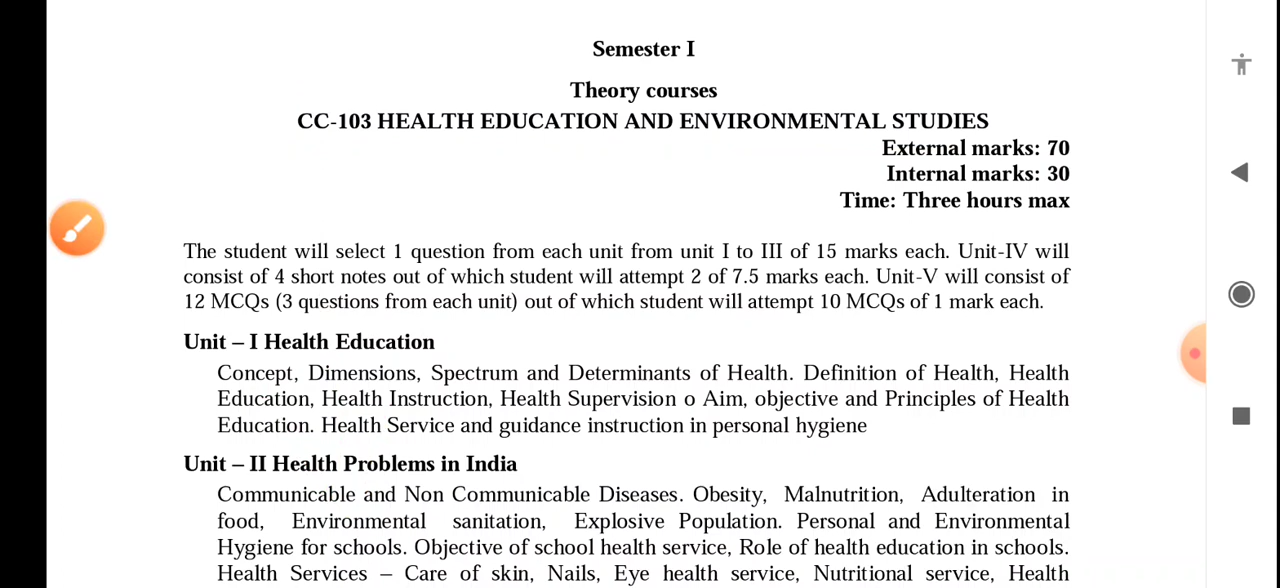 Semester I
Theory courses
CC-103 HEALTH EDUCATION AND ENVIRONMENTAL STUDIES
External marks: 70
Internal marks: 30
Time: Three hours max
The student will select 1 question from each unit from unit I to III of 15 marks each. Unit-IV will
consist of 4 short notes out of which student will attempt 2 of 7.5 marks each. Unit-V will consist of
12 MCQs (3 questions from each unit) out of which student will attempt 10 MCQs of 1 mark each.
Unit – I Health Education
Concept, Dimensions, Spectrum and Determinants of Health. Definition of Health, Health
Education, Health Instruction, Health Supervision o Aim, objective and Principles of Health
Education. Health Service and guidance instruction in personal hygiene
Unit – II Health Problems in India
Communicable and Non Communicable Diseases. Obesity, Malnutrition, Adulteration in
food, Environmental sanitation, Explosive Population. Personal and Environmental
Hygiene for schools. Objective of school health service, Role of health education in schools.
Health Services – Care of skin, Nails, Eye health service, Nutritional service, Health